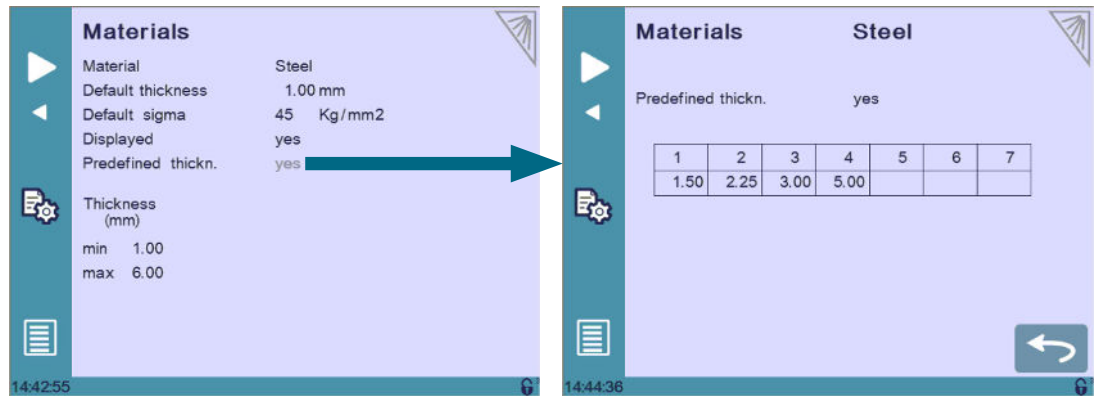 Materials
Material Steel
Default thickness 1.00 mm
Default sigma 45 Kg/mm2
Displayed yes
Predefined thickn. yes
Thickness
(mm)
min 1.00
max 6.00
14:42:55
Materials Steel
Predefined thickn. yes
1 2 3 4 5 6 7
1.50 2.25 3.00 5.00
14:44:36